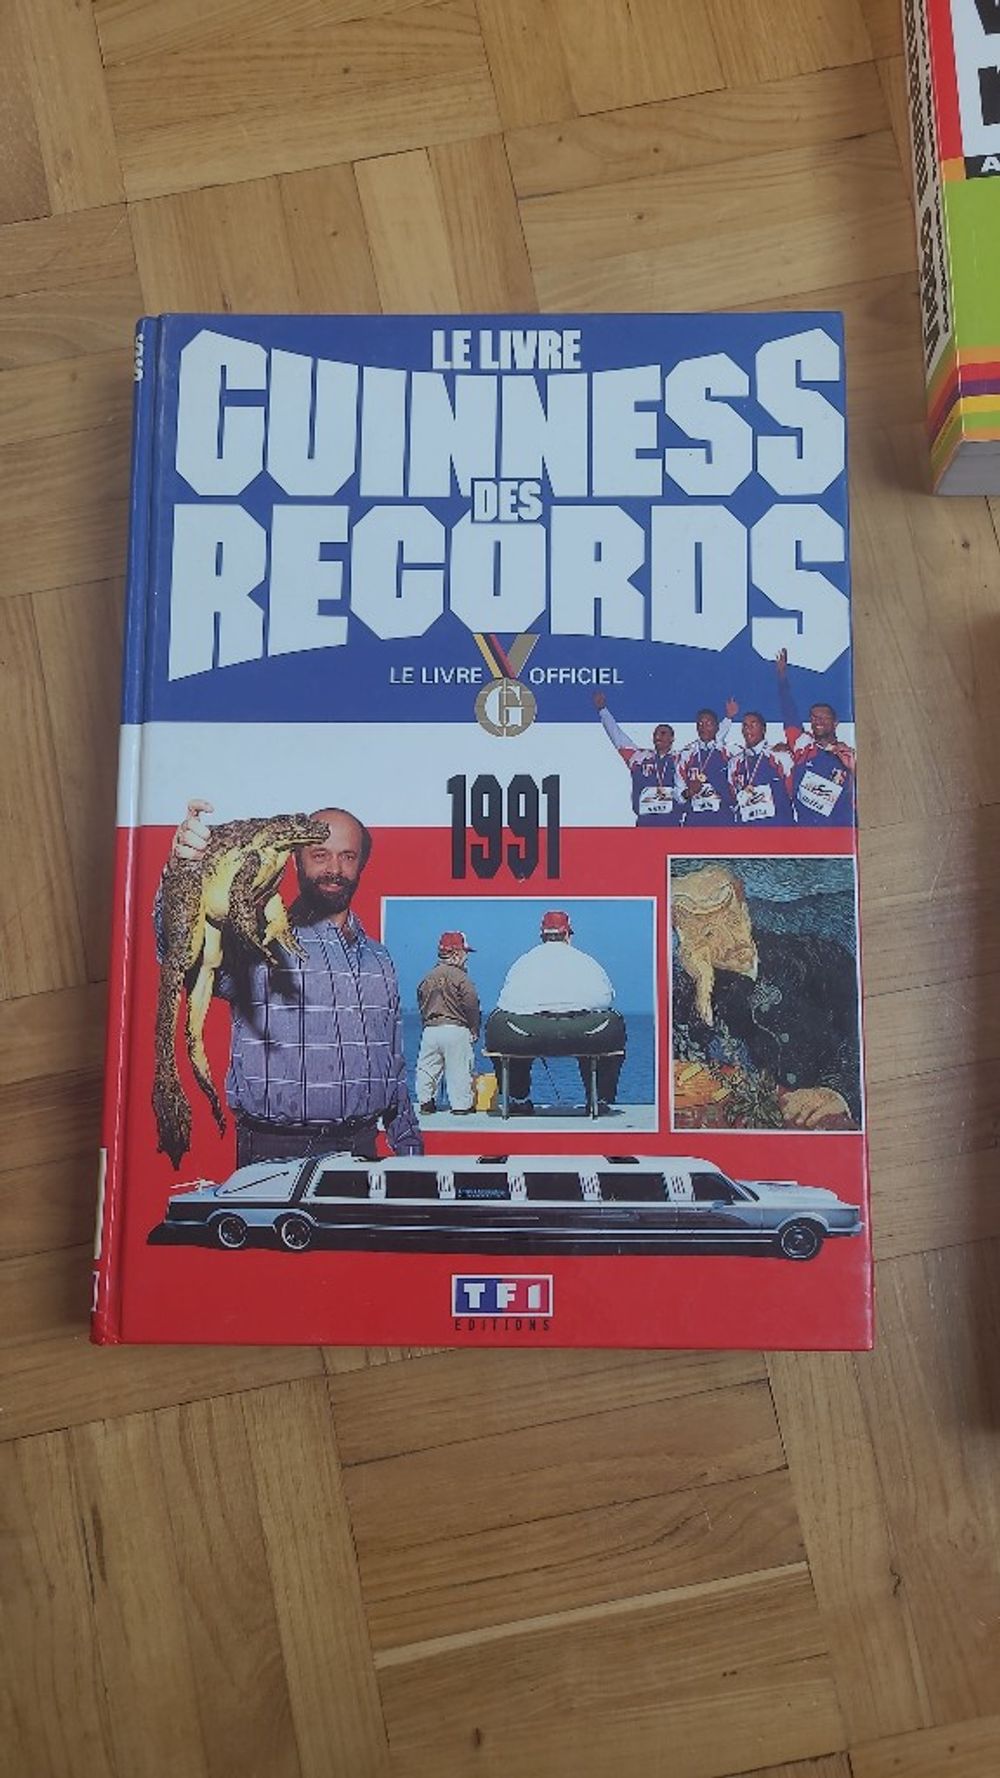 LE LIVRE
GUINNESS
DES
RECORDS
LE LIVRE OFFICIEL
G
1991
TF1
EDITIONS